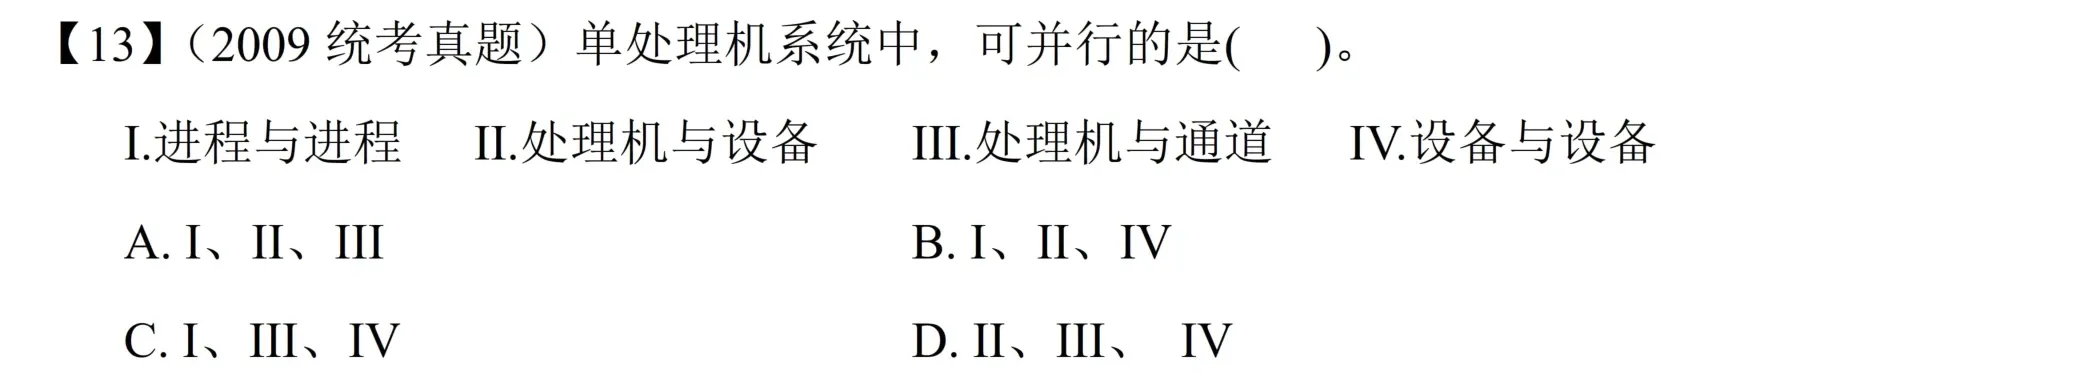 【13】（2009 统考真题）单处理机系统中，可并行的是(    )。
I.进程与进程    II.处理机与设备    III.处理机与通道    IV.设备与设备
A. I、II、III    B. I、II、IV
C. I、III、IV    D. II、III、 IV